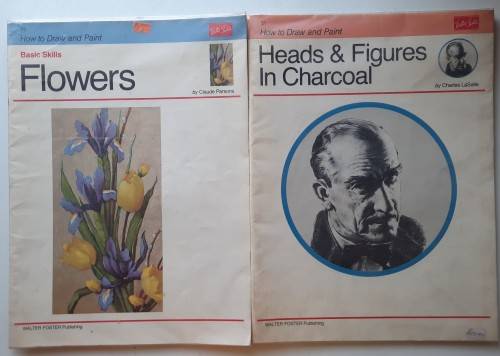 How to Draw and Paint
Basic Skills
Flowers
by Claude Parsons
WALTER FOSTER Publishing
How to Draw and Paint
Heads & Figures
In Charcoal
by Charles LaSalle
WALTER FOSTER Publishing